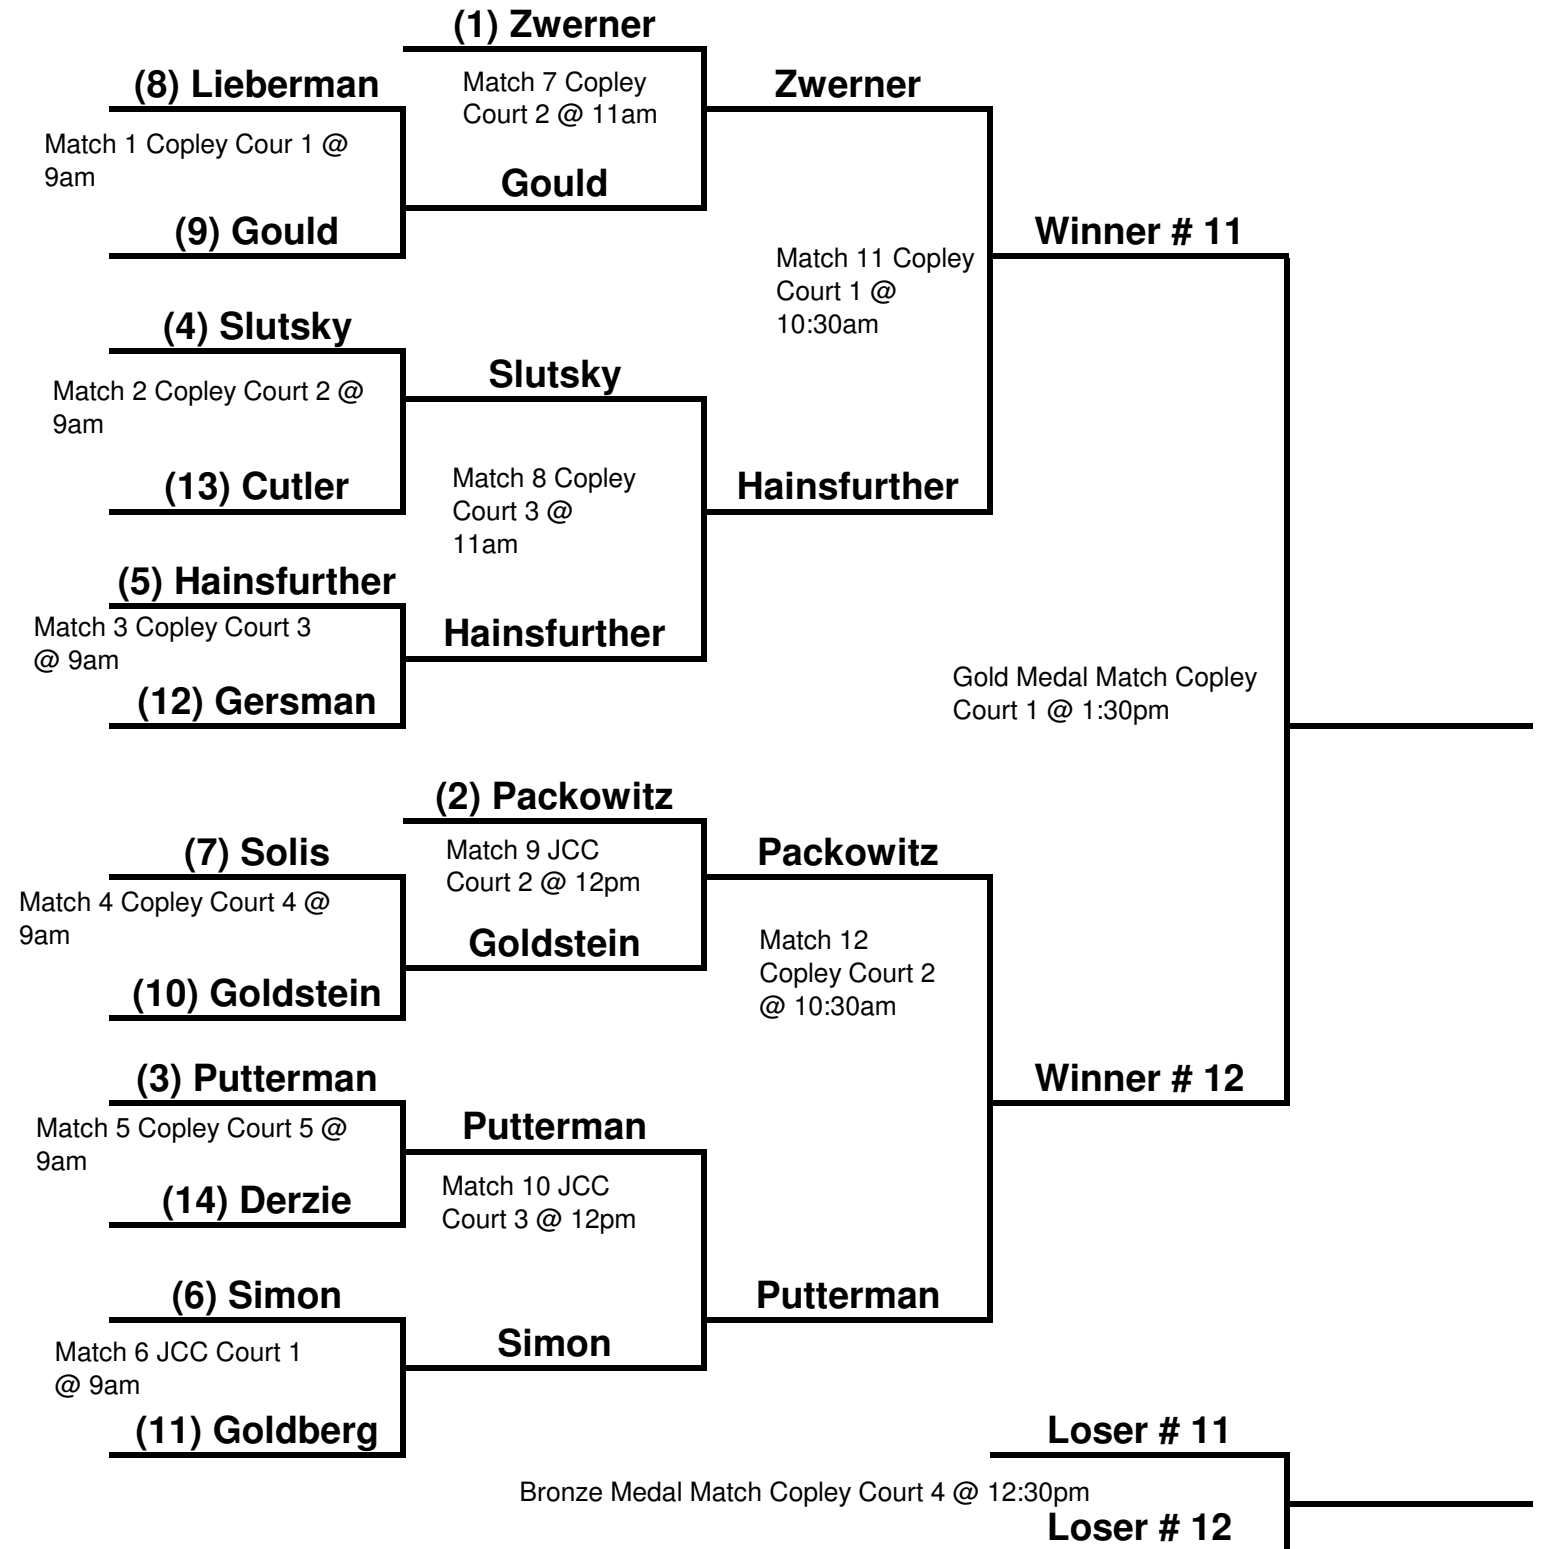 (1) Zwerner
(8) Lieberman
Match 7 Copley
Court 2 @ 11am
Zwerner
Match 1 Copley Cour 1 @
9am
Gould
(9) Gould
Winner # 11
Match 11 Copley
Court 1 @
10:30am
(4) Slutsky
Slutsky
Match 2 Copley Court 2 @
9am
(13) Cutler
Match 8 Copley
Court 3 @
11am
Hainsfurther
(5) Hainsfurther
Match 3 Copley Court 3
@ 9am
Hainsfurther
(12) Gersman
Gold Medal Match Copley
Court 1 @ 1:30pm
(2) Packowitz
(7) Solis
Match 9 JCC
Court 2 @ 12pm
Packowitz
Match 4 Copley Court 4 @
9am
Goldstein
Match 12
Copley Court 2
@ 10:30am
(10) Goldstein
(3) Putterman
Winner # 12
Match 5 Copley Court 5 @
9am
Putterman
(14) Derzie
Match 10 JCC
Court 3 @ 12pm
(6) Simon
Putterman
Match 6 JCC Court 1
@ 9am
Simon
(11) Goldberg
Loser # 11
Bronze Medal Match Copley Court 4 @ 12:30pm
Loser # 12